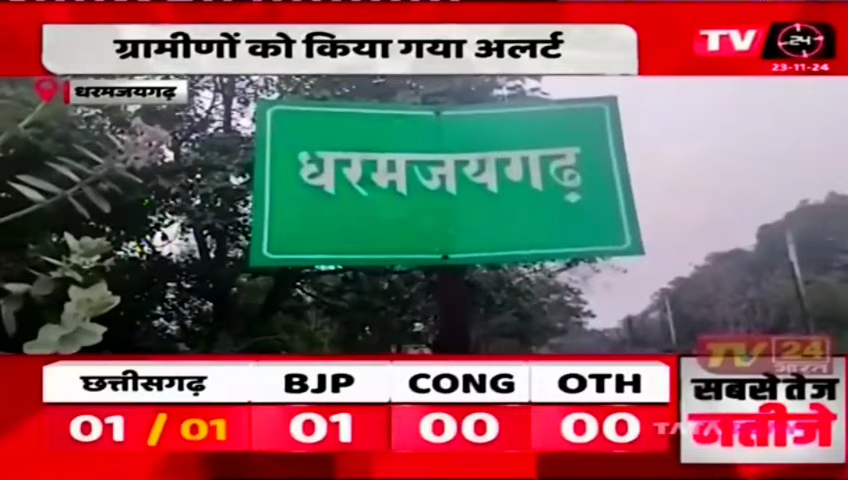 ग्रामीणों को किया गया अलर्ट
TV 24
23-11-24
धरमजयगढ़
धरमजयगढ़
TV 24
भारत
छत्तीसगढ़ BJP CONG OTH
01 / 01 01 00 00
सबसे तेज
नतीजे